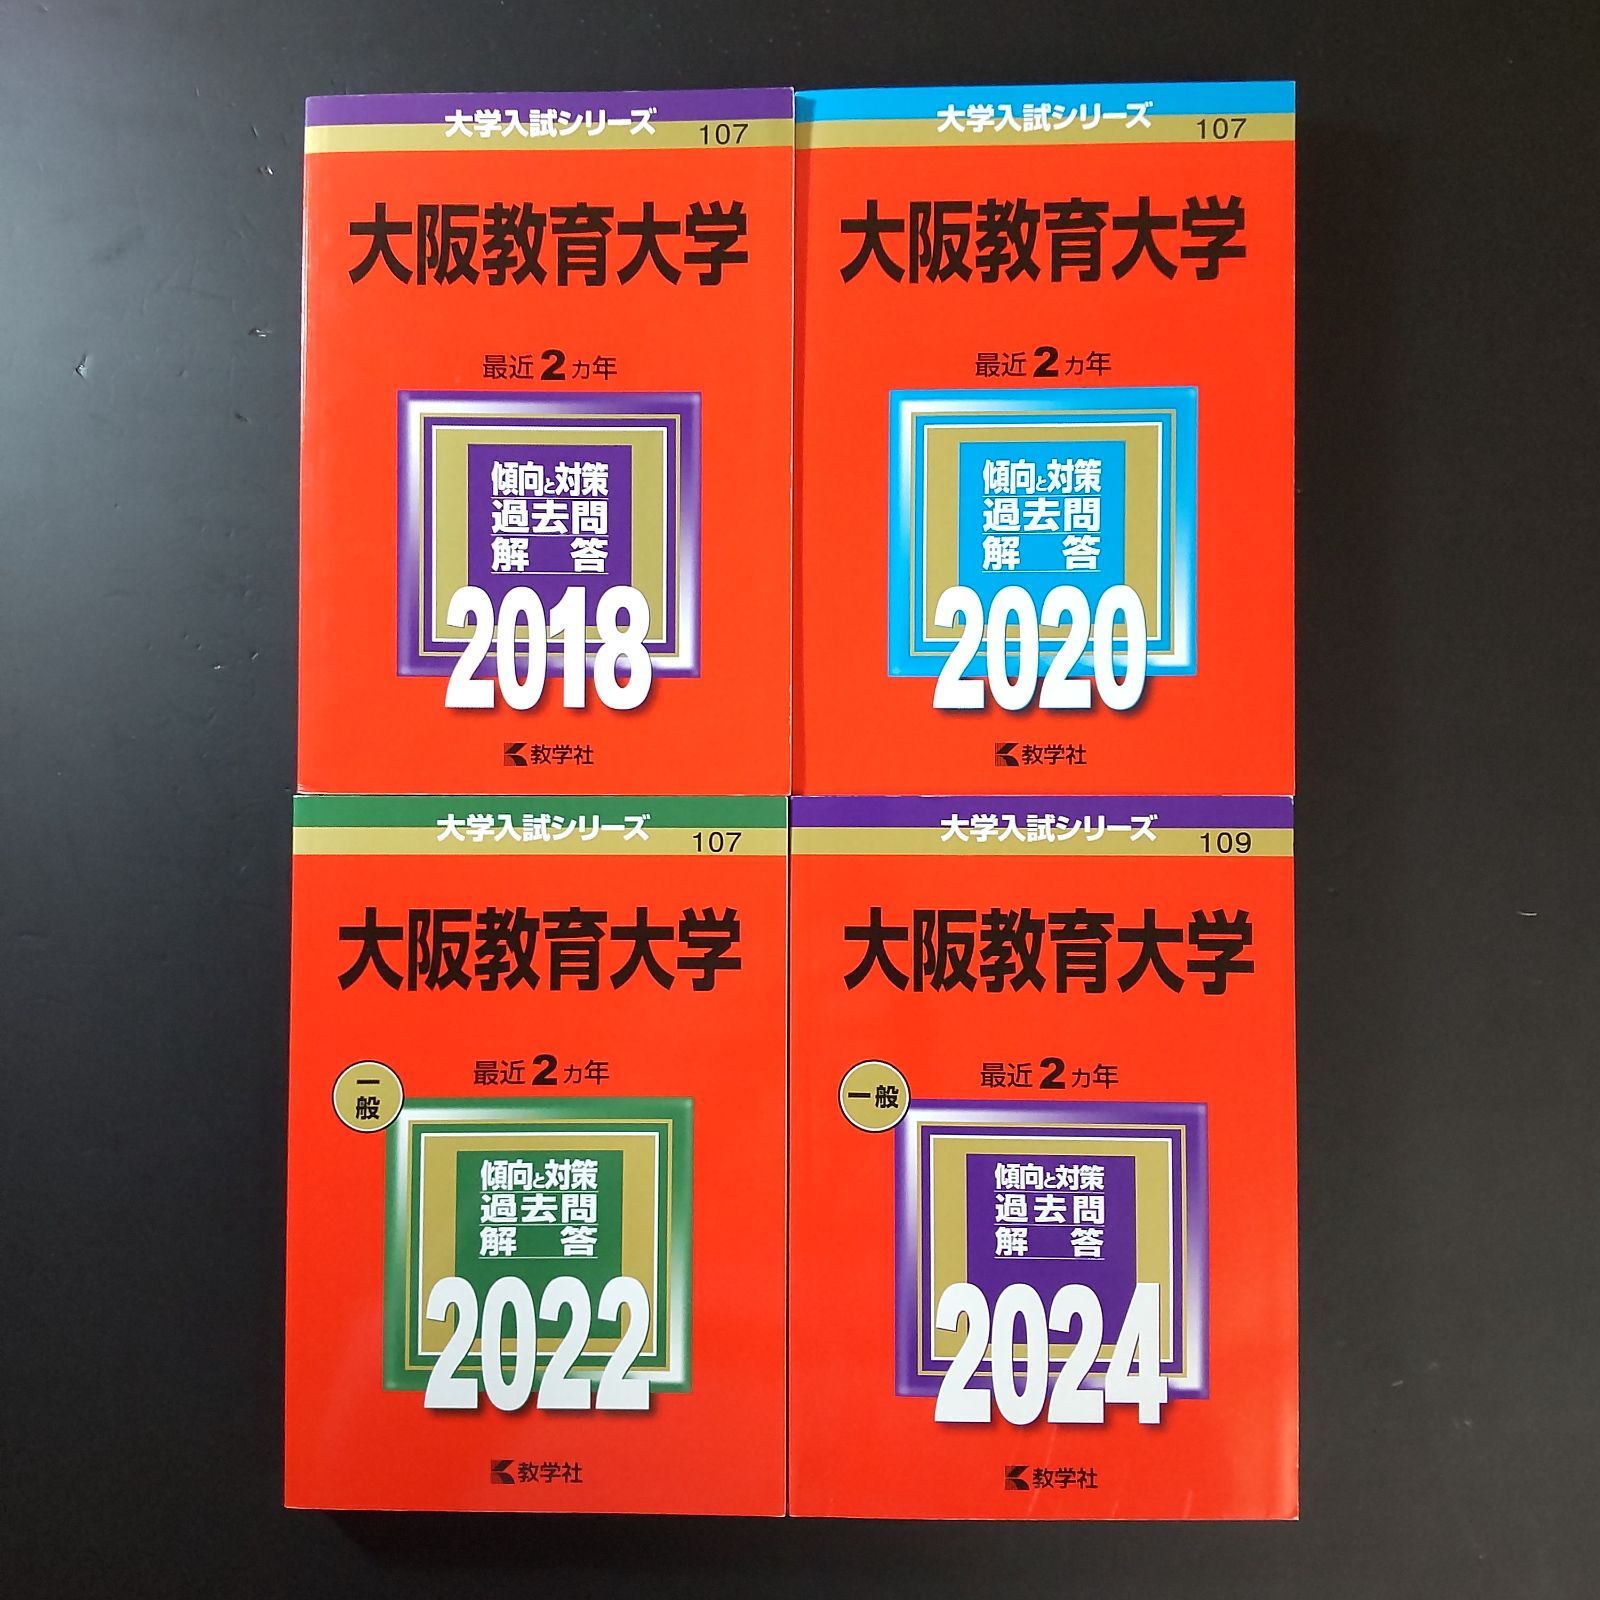 大学入試シリーズ
107
大阪教育大学
最近2カ年
傾向と対策
過去問
解答
2018
教学社
大学入試シリーズ
107
大阪教育大学
最近2カ年
傾向と対策
過去問
解答
2020
教学社
大学入試シリーズ
107
大阪教育大学
最近2カ年
一般
傾向と対策
過去問
解答
2022
教学社
大学入試シリーズ
109
大阪教育大学
最近2カ年
一般
傾向と対策
過去問
解答
2024
教学社